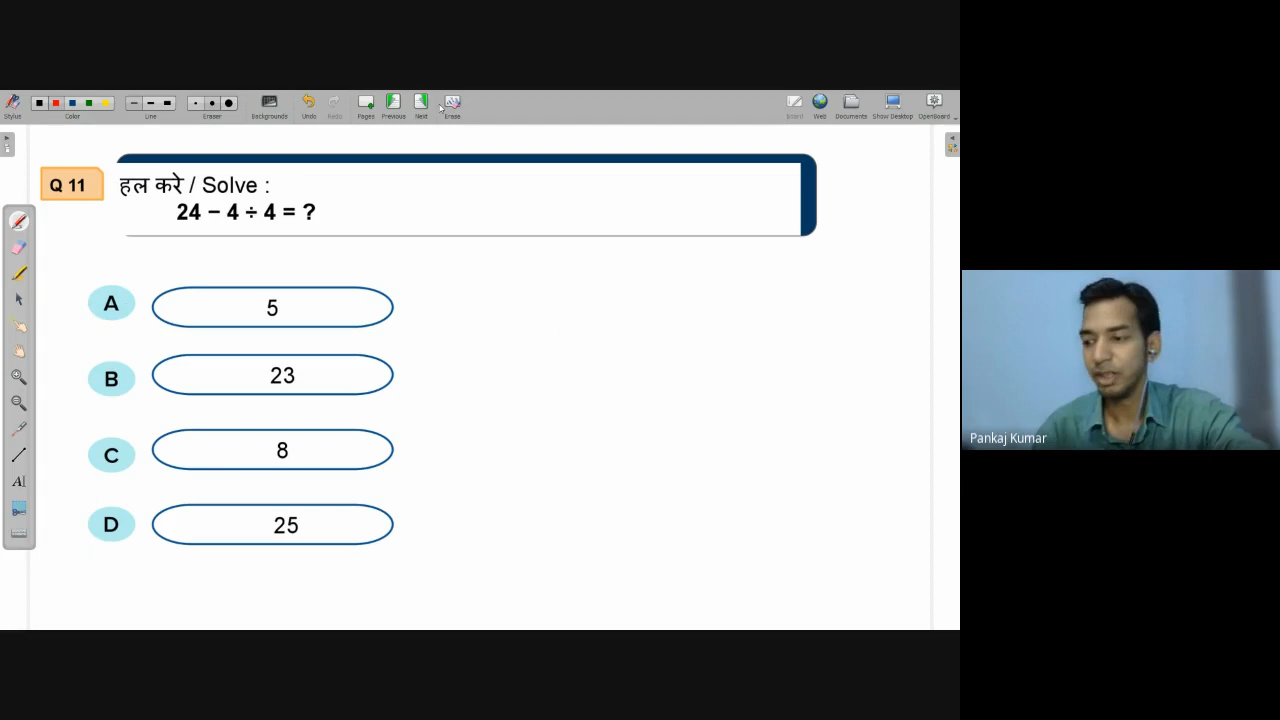 Stylus
Color
Line
Eraser
Backgrounds
Undo
Redo
Pages
Previous
Next
Erase
Web
Documents
Show Desktop
OpenBoard
Q 11
हल करे / Solve :
24 − 4 ÷ 4 = ?
A
5
B
23
C
8
D
25
AI
Pankaj Kumar